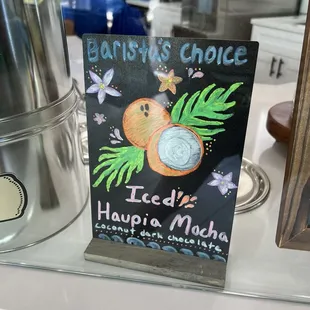 Barista's Choice
Iced
Haupia Mocha
coconut dark chocolate